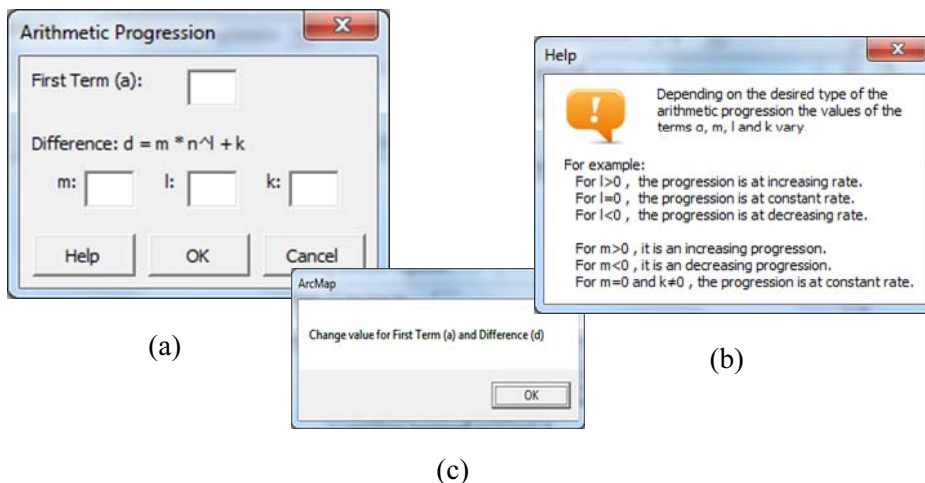 Arithmetic Progression
First Term (a):
Difference: d = m * n^l + k
m:
l:
k:
Help
OK
Cancel
(a)
Help
Depending on the desired type of the
arithmetic progression the values of the
terms a, m, l and k vary
For example:
For l>0 , the progression is at increasing rate.
For l=0 , the progression is at constant rate.
For l<0 , the progression is at decreasing rate.
For m>0 , it is an increasing progresson.
For m<0 , it is an decreasing progression.
For m=0 and k≠0 , the progression is at constant rate.
(b)
ArcMap
Change value for First Term (a) and Difference (d)
OK
(c)